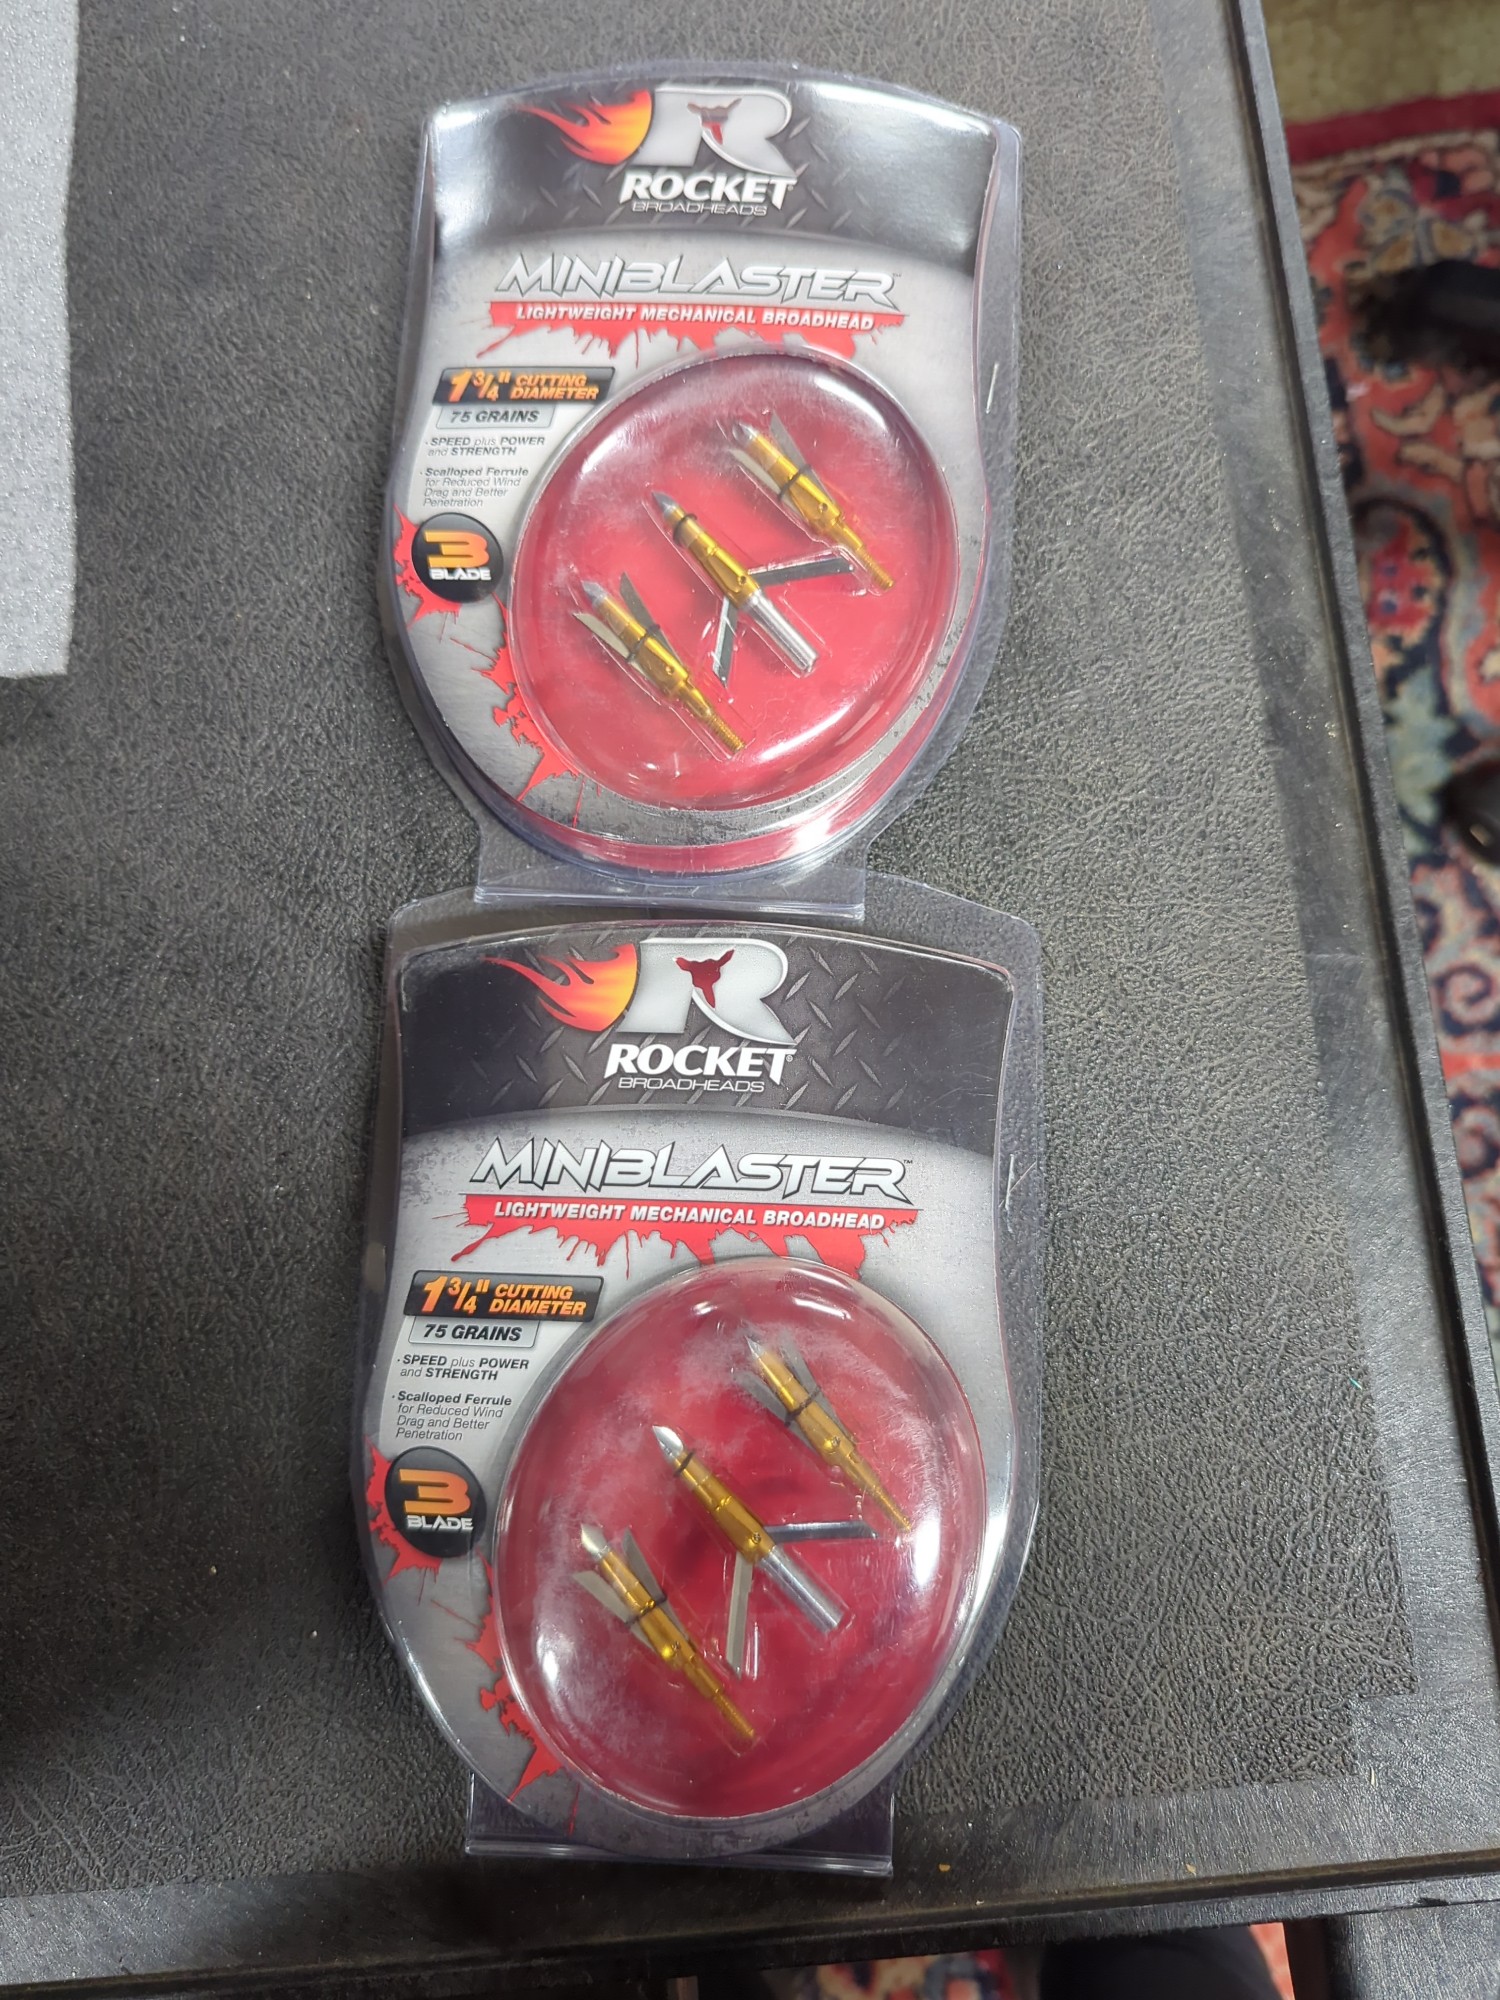 R
ROCKET®
BROADHEADS
MINIBLASTER™
LIGHTWEIGHT MECHANICAL BROADHEAD
1 3/4" CUTTING
DIAMETER
75 GRAINS
· SPEED plus POWER
and STRENGTH
· Scalloped Ferrule
for Reduced Wind
Drag and Better
Penetration
3
BLADE
R
ROCKET®
BROADHEADS
MINIBLASTER™
LIGHTWEIGHT MECHANICAL BROADHEAD
1 3/4" CUTTING
DIAMETER
75 GRAINS
· SPEED plus POWER
and STRENGTH
· Scalloped Ferrule
for Reduced Wind
Drag and Better
Penetration
3
BLADE